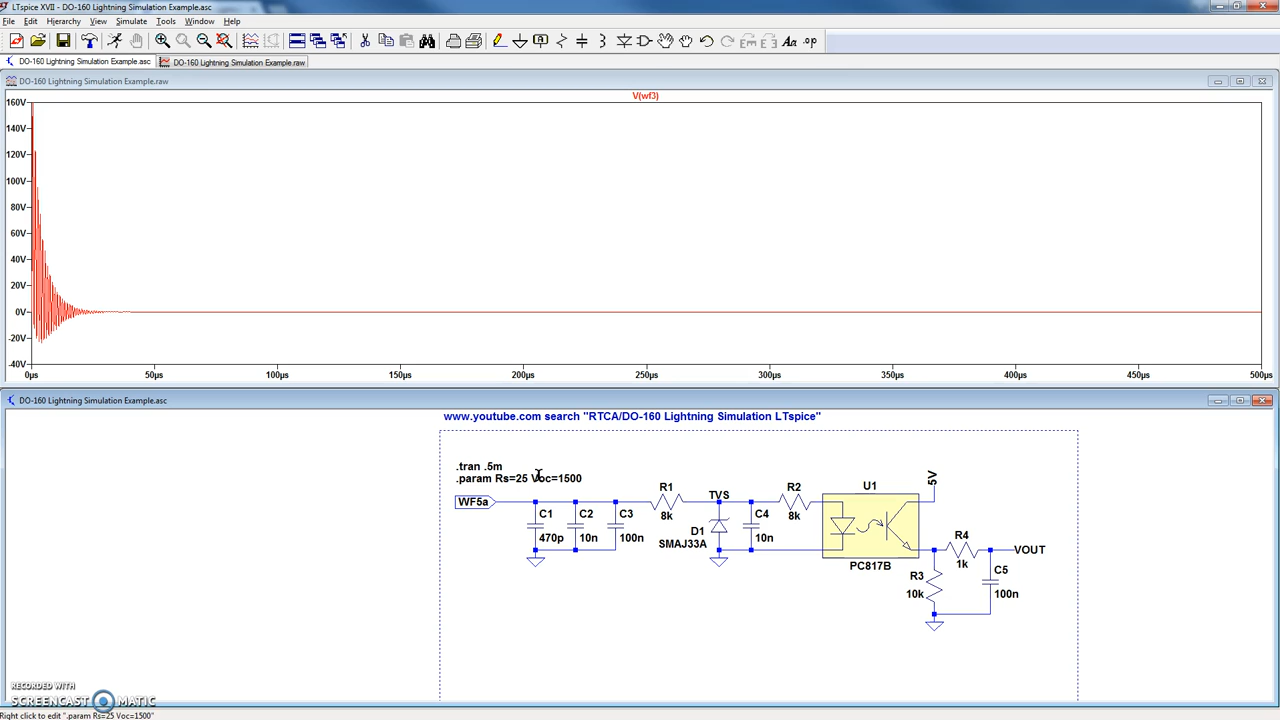 LTspice XVII - DO-160 Lightning Simulation Example.asc
File Edit Hierarchy View Simulate Tools Window Help
.op
DO-160 Lightning Simulation Example.asc DO-160 Lightning Simulation Example.raw
DO-160 Lightning Simulation Example.raw
V(wf3)
160V
140V
120V
100V
80V
60V
40V
20V
0V
-20V
-40V
0µs 50µs 100µs 150µs 200µs 250µs 300µs 350µs 400µs 450µs 500µs
DO-160 Lightning Simulation Example.asc
www.youtube.com search "RTCA/DO-160 Lightning Simulation LTspice"
.tran .5m
.param Rs=25 Voc=1500
WF5a
C1
470p
C2
10n
C3
100n
R1
8k
TVS
D1
SMAJ33A
C4
10n
R2
8k
U1
PC817B
5V
R4
1k
VOUT
R3
10k
C5
100n
RECORDED WITH
SCREENCAST MATIC
Right click to edit ".param Rs=25 Voc=1500"